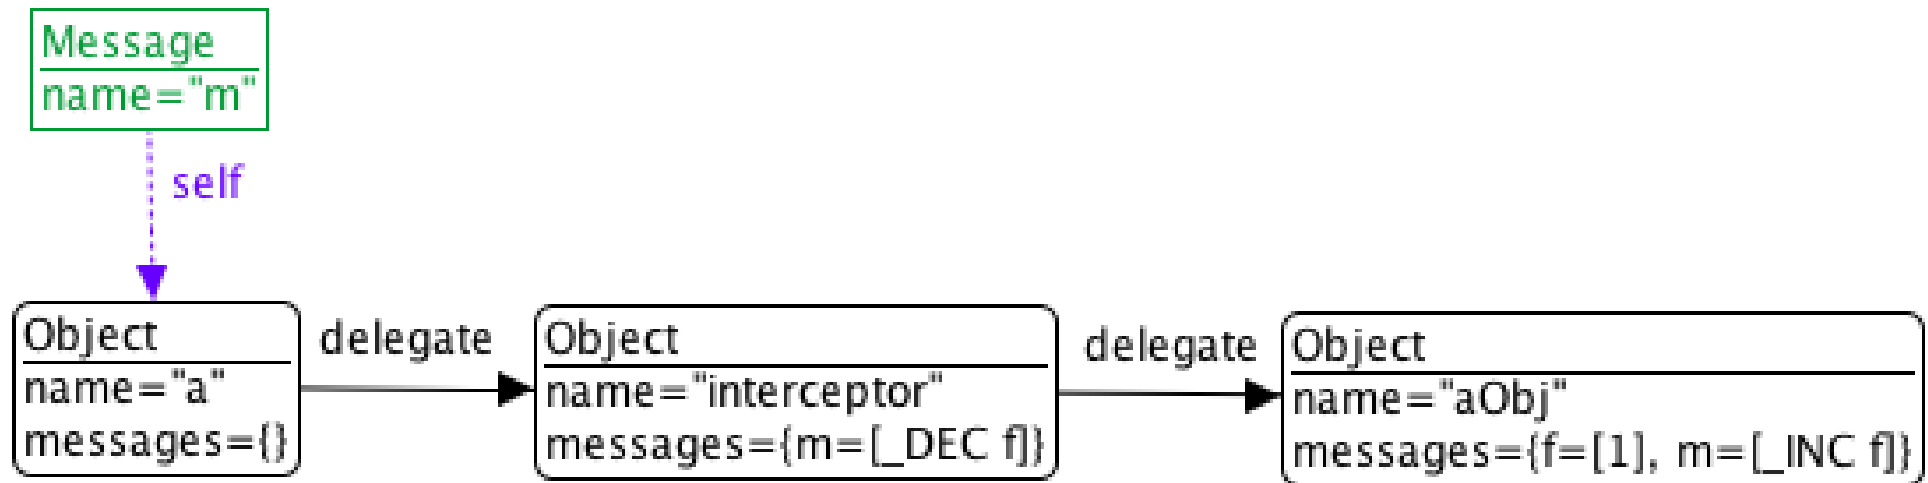 Message
name="m"
self
Object
name="a"
messages={}
delegate
Object
name="interceptor"
messages={m=[_DEC f]}
delegate
Object
name="aObj"
messages={f=[1], m=[_INC f]}